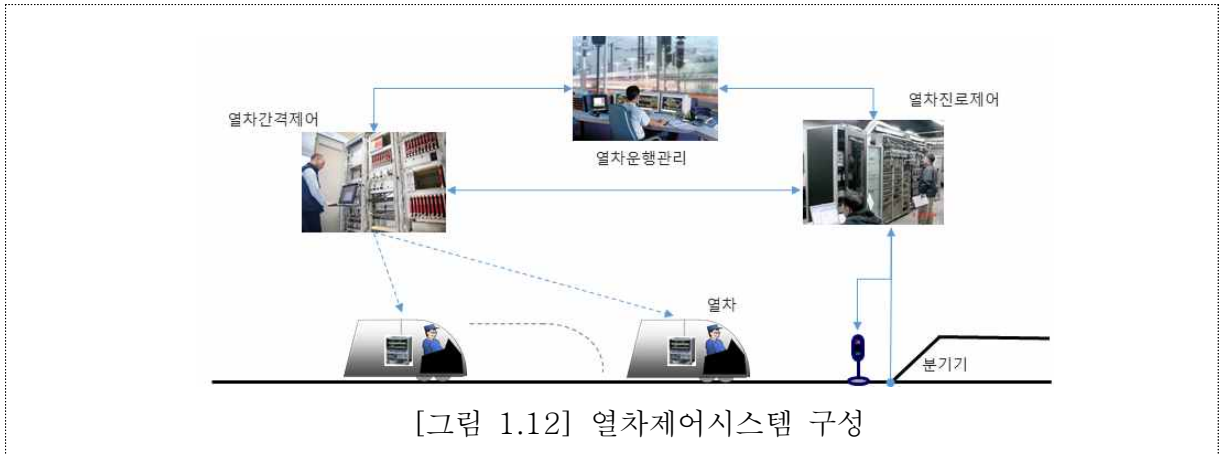 열차간격제어
열차운행관리
열차진로제어
열차
분기기
[그림 1.12] 열차제어시스템 구성